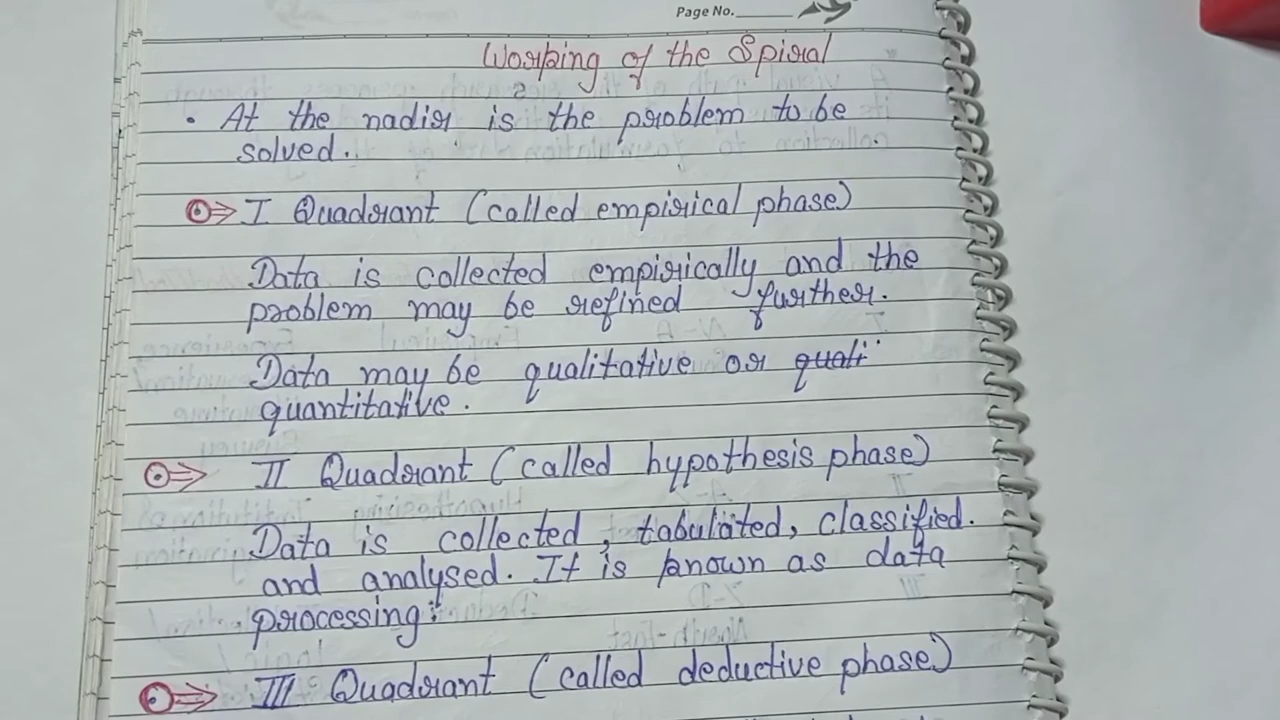 Page No.
Working of the Spiral
• At the nadir is the problem to be
solved.
⊙⇒ I Quadrant (called empirical phase)
Data is collected empirically and the
problem may be refined further.
Data may be qualitative or quali
quantitative.
⊙⇒ II Quadrant (called hypothesis phase)
Data is collected, tabulated, classified.
and analysed. It is known as data
processing.
⊙⇒ III Quadrant (called deductive phase)